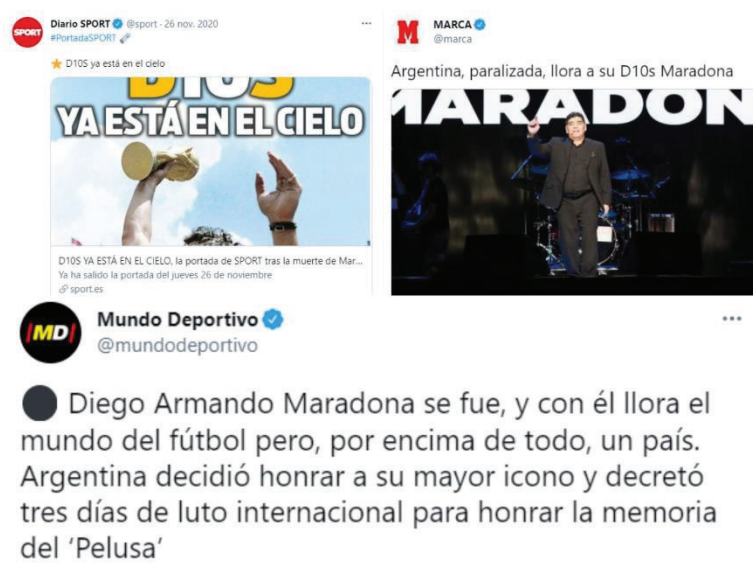 SPORT
Diario SPORT @sport · 26 nov. 2020
#PortadaSPORT
D10S ya está en el cielo
D10S
YA ESTÁ EN EL CIELO
D10S YA ESTÁ EN EL CIELO, la portada de SPORT tras la muerte de Mar...
Ya ha salido la portada del jueves 26 de noviembre
sport.es
M
MARCA
@marca
Argentina, paralizada, llora a su D10s Maradona
MARADON
MD
Mundo Deportivo
@mundodeportivo
Diego Armando Maradona se fue, y con él llora el
mundo del fútbol pero, por encima de todo, un país.
Argentina decidió honrar a su mayor icono y decretó
tres días de luto internacional para honrar la memoria
del ‘Pelusa’